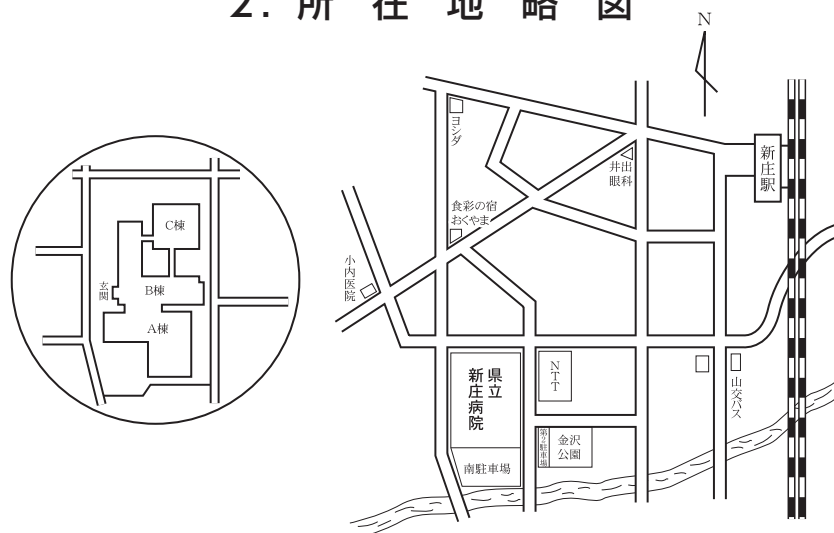 2. 所在地略図
N
ヨシダ
井出
眼科
新庄駅
食彩の宿
おくやま
小内医院
C棟
玄関
B棟
A棟
県立
新庄病院
NTT
山交バス
南駐車場
第2駐車場
金沢
公園